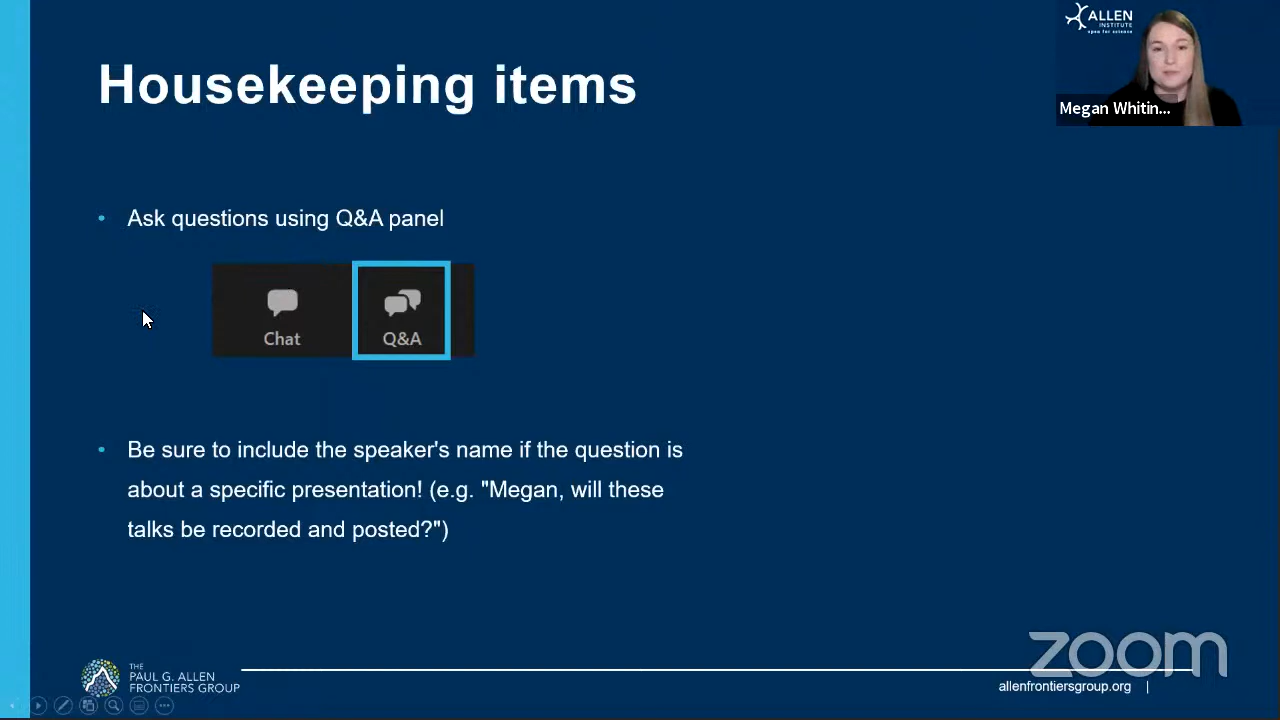 ALLEN
INSTITUTE
open for science
Megan Whitin...
Housekeeping items
• Ask questions using Q&A panel
Chat
Q&A
• Be sure to include the speaker's name if the question is
about a specific presentation! (e.g. "Megan, will these
talks be recorded and posted?")
zoom
THE
PAUL G. ALLEN
FRONTIERS GROUP
allenfrontiersgroup.org |